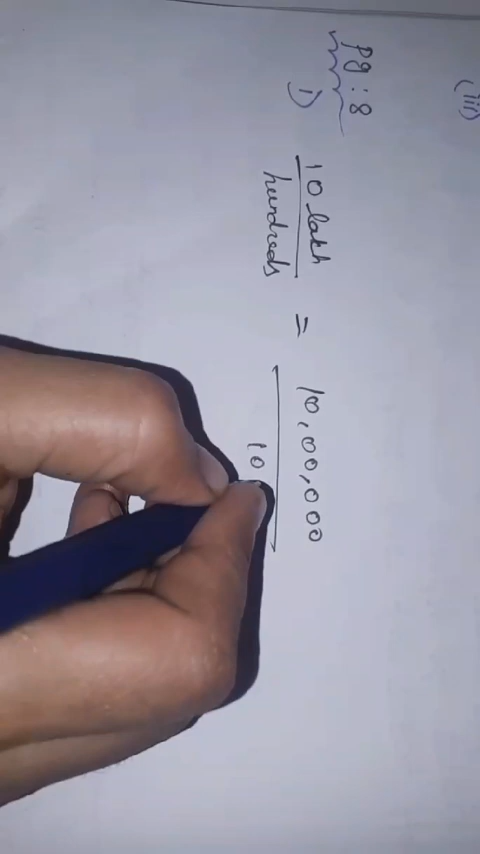 (iii)
Pg : 8
i)
10 lakh = 10,00,000
hundreds 10